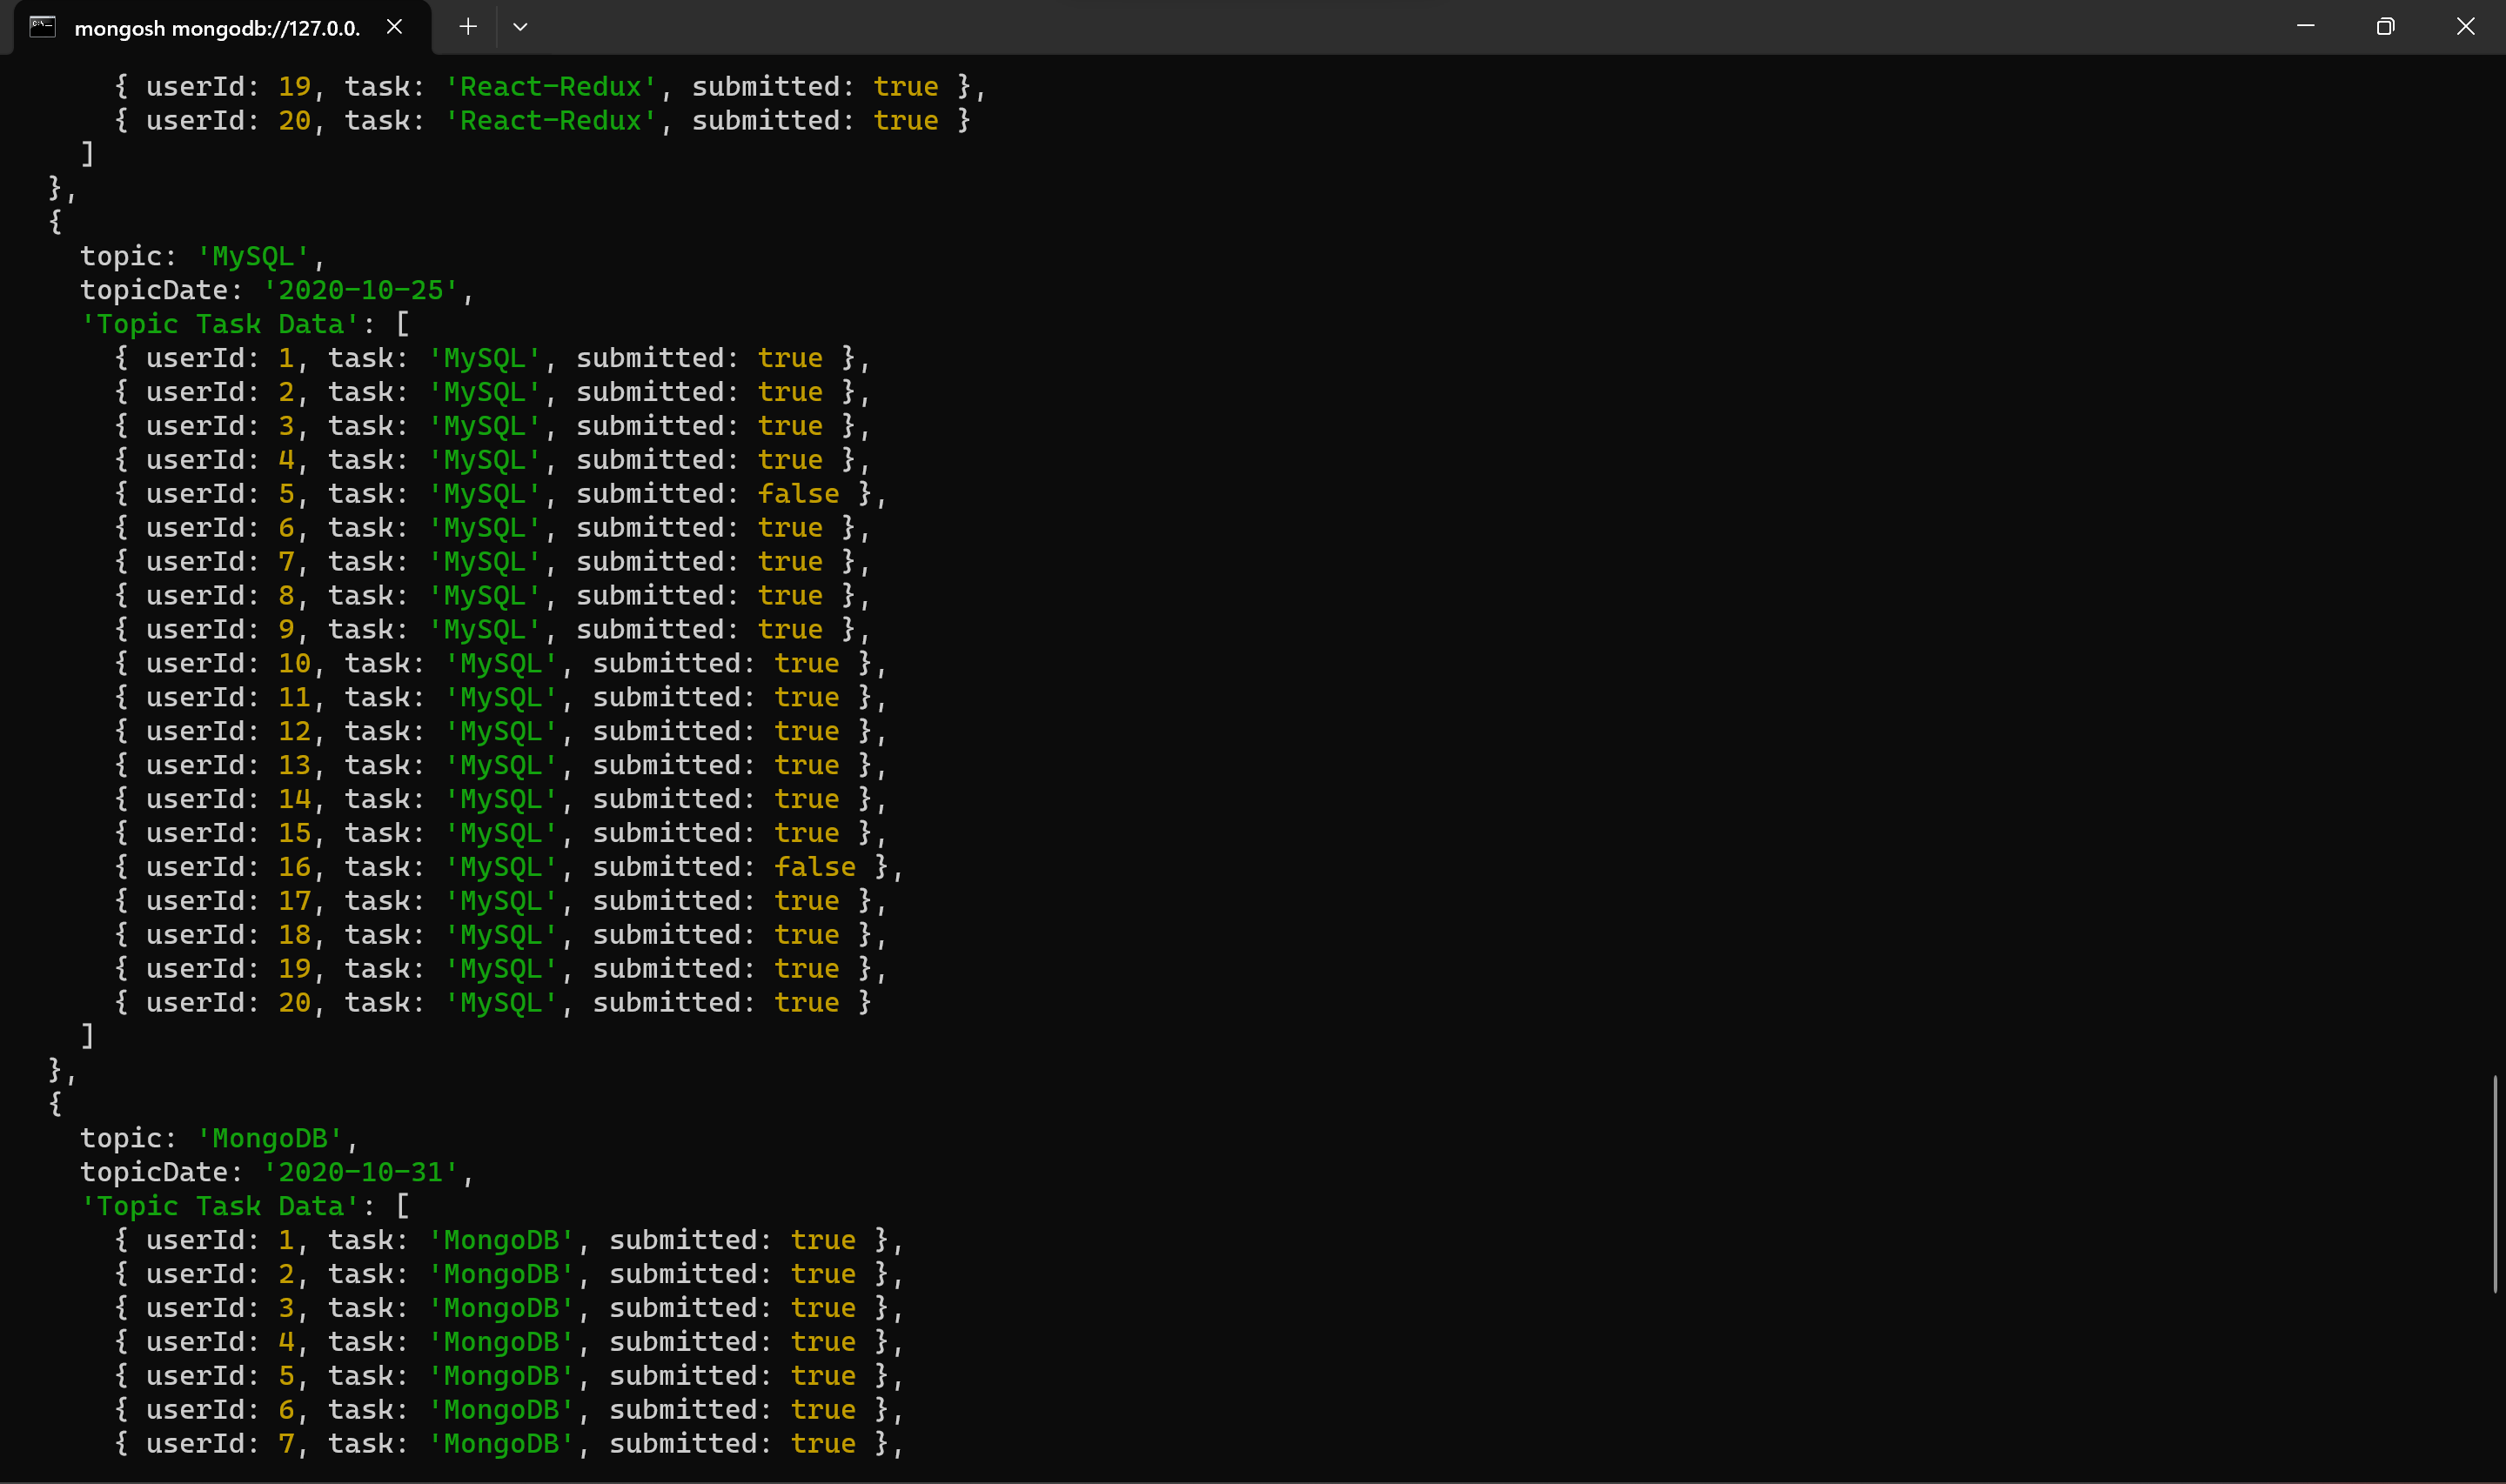 mongosh mongodb://127.0.0.
{ userId: 19, task: 'React-Redux', submitted: true },
{ userId: 20, task: 'React-Redux', submitted: true }
]
},
{
topic: 'MySQL',
topicDate: '2020-10-25',
'Topic Task Data': [
{ userId: 1, task: 'MySQL', submitted: true },
{ userId: 2, task: 'MySQL', submitted: true },
{ userId: 3, task: 'MySQL', submitted: true },
{ userId: 4, task: 'MySQL', submitted: true },
{ userId: 5, task: 'MySQL', submitted: false },
{ userId: 6, task: 'MySQL', submitted: true },
{ userId: 7, task: 'MySQL', submitted: true },
{ userId: 8, task: 'MySQL', submitted: true },
{ userId: 9, task: 'MySQL', submitted: true },
{ userId: 10, task: 'MySQL', submitted: true },
{ userId: 11, task: 'MySQL', submitted: true },
{ userId: 12, task: 'MySQL', submitted: true },
{ userId: 13, task: 'MySQL', submitted: true },
{ userId: 14, task: 'MySQL', submitted: true },
{ userId: 15, task: 'MySQL', submitted: true },
{ userId: 16, task: 'MySQL', submitted: false },
{ userId: 17, task: 'MySQL', submitted: true },
{ userId: 18, task: 'MySQL', submitted: true },
{ userId: 19, task: 'MySQL', submitted: true },
{ userId: 20, task: 'MySQL', submitted: true }
]
},
{
topic: 'MongoDB',
topicDate: '2020-10-31',
'Topic Task Data': [
{ userId: 1, task: 'MongoDB', submitted: true },
{ userId: 2, task: 'MongoDB', submitted: true },
{ userId: 3, task: 'MongoDB', submitted: true },
{ userId: 4, task: 'MongoDB', submitted: true },
{ userId: 5, task: 'MongoDB', submitted: true },
{ userId: 6, task: 'MongoDB', submitted: true },
{ userId: 7, task: 'MongoDB', submitted: true },